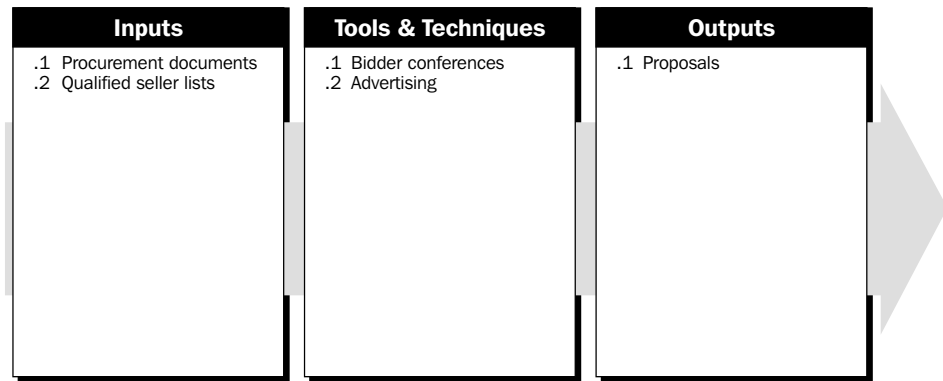 Inputs
.1 Procurement documents
.2 Qualified seller lists
Tools & Techniques
.1 Bidder conferences
.2 Advertising
Outputs
.1 Proposals